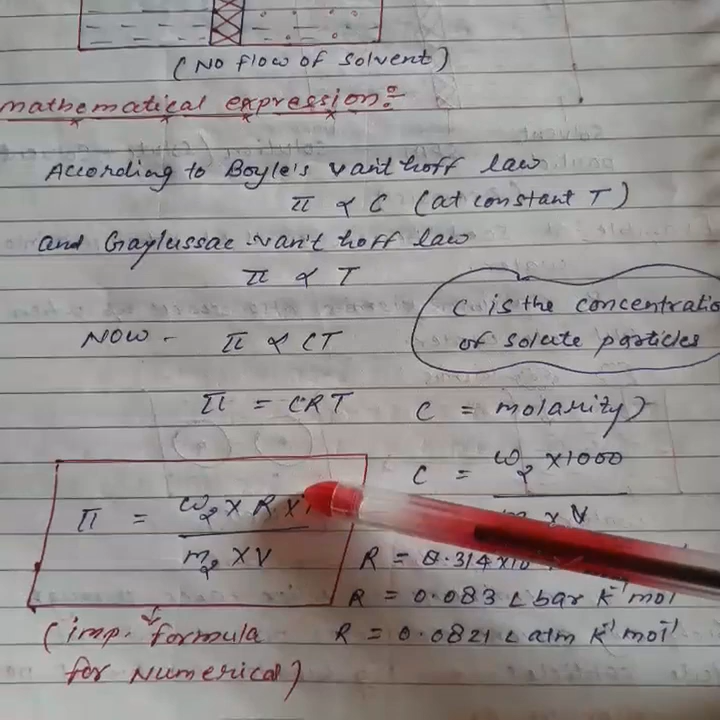 (No flow of solvent)
mathematical expression:-
According to Boyle's van't hoff law
π ∝ C (at constant T)
and Gaylussac van't hoff law
π ∝ T
C is the concentratio
of solute particles
NOW - π ∝ CT
π = CRT C = molarity
C = w₂ × 1000
π = w₂ × R ×
m₂ × V
× V
R = 8.314 × 10
R = 0.083 L bar K⁻¹ mol
R = 0.0821 L atm K⁻¹ mol⁻¹
(imp. formula
for Numerical)